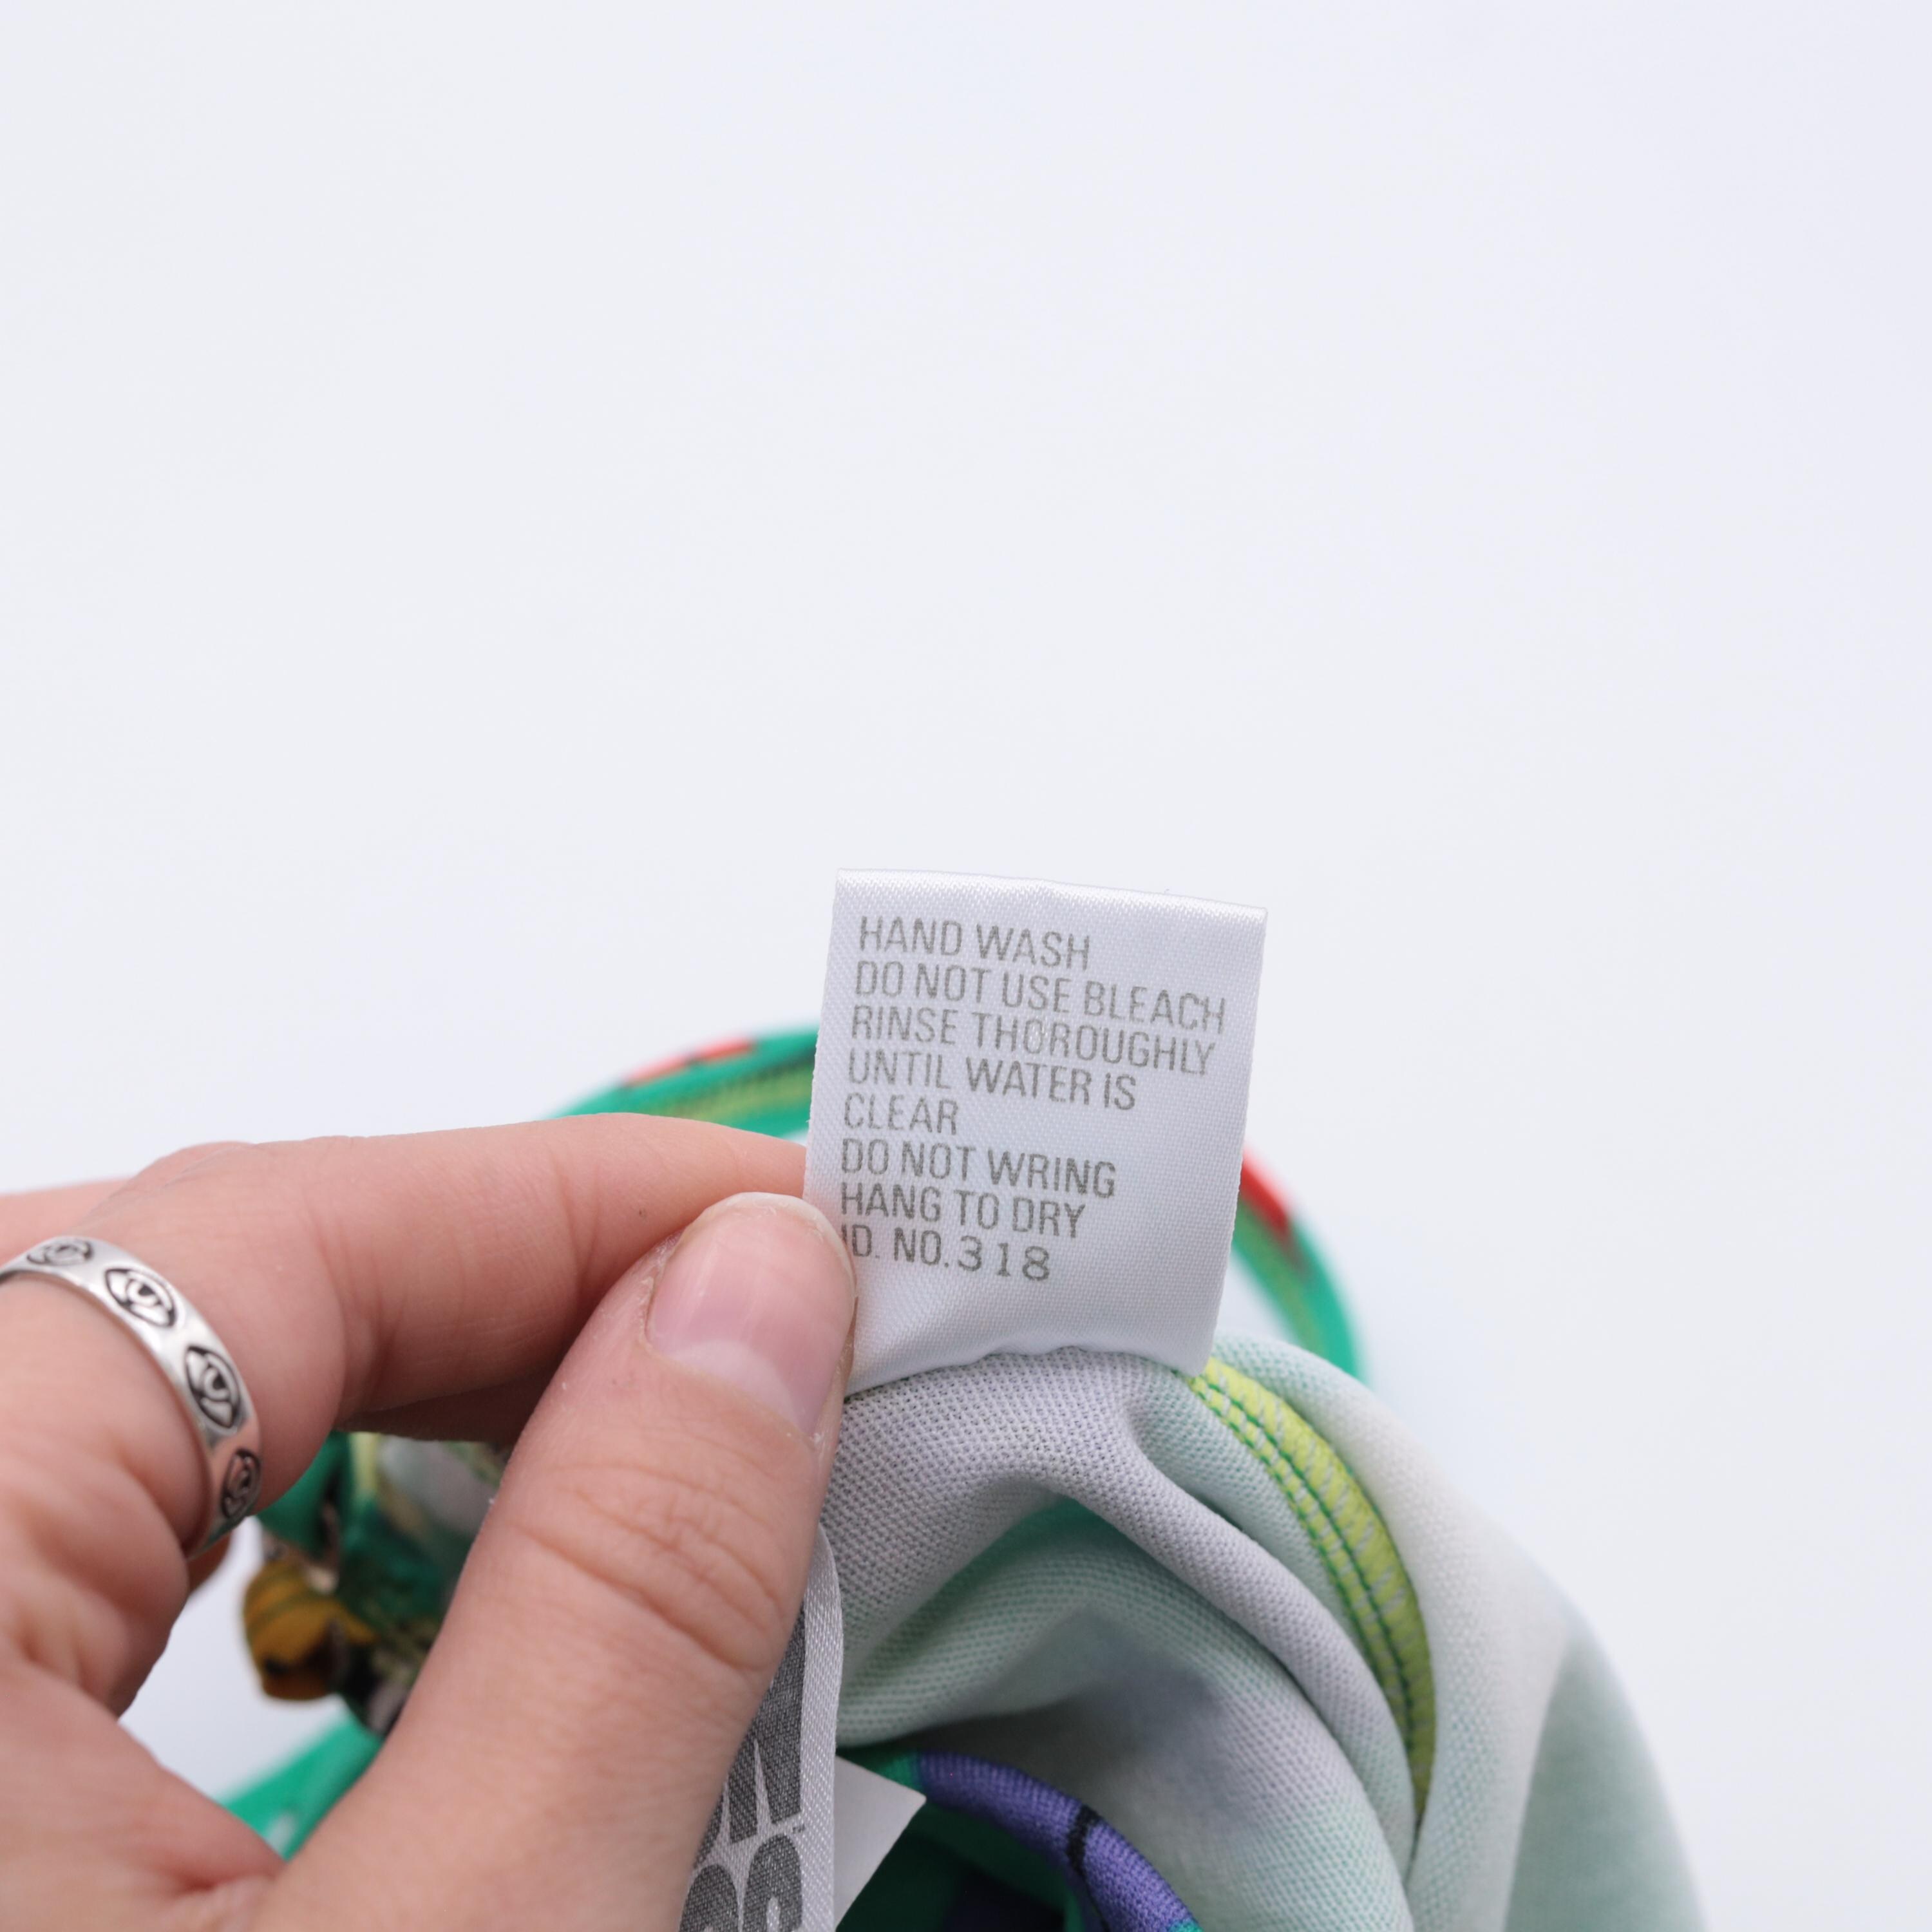 HAND WASH
DO NOT USE BLEACH
RINSE THOROUGHLY
UNTIL WATER IS
CLEAR
DO NOT WRING
HANG TO DRY
ID. NO.318